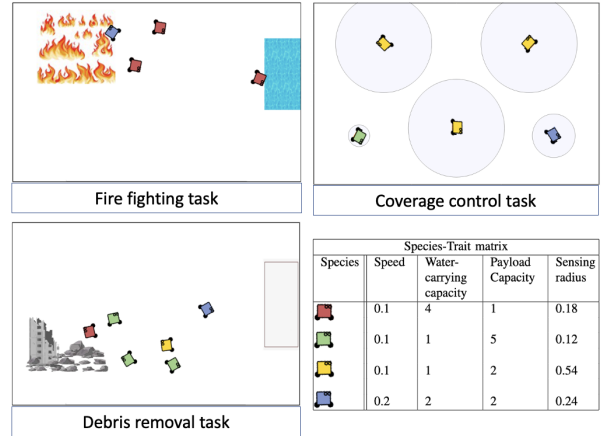 Fire fighting task
Coverage control task
Debris removal task
Species-Trait matrix
Species Speed Water-carrying capacity Payload Capacity Sensing radius
0.1 4 1 0.18
0.1 1 5 0.12
0.1 1 2 0.54
0.2 2 2 0.24